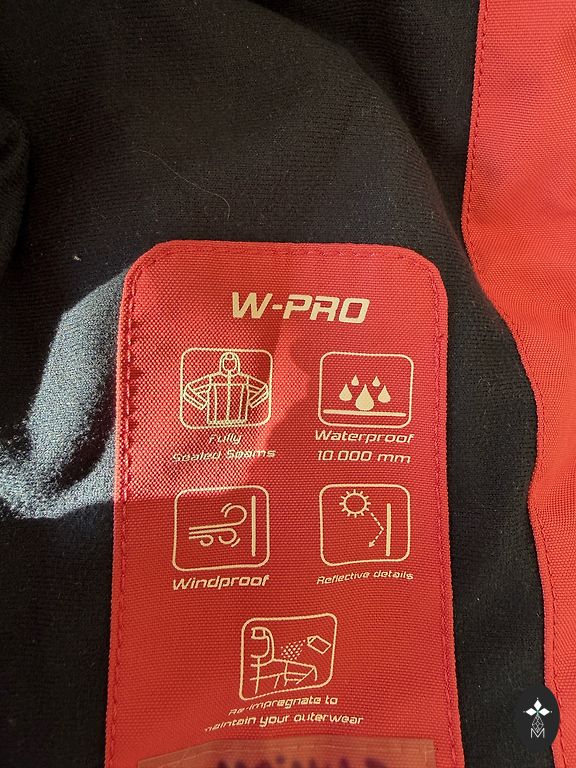 W-PRO
Fully
Sealed Seams
Waterproof
10.000 mm
Windproof
Reflective details
Re-impregnate to
maintain your outerwear
M